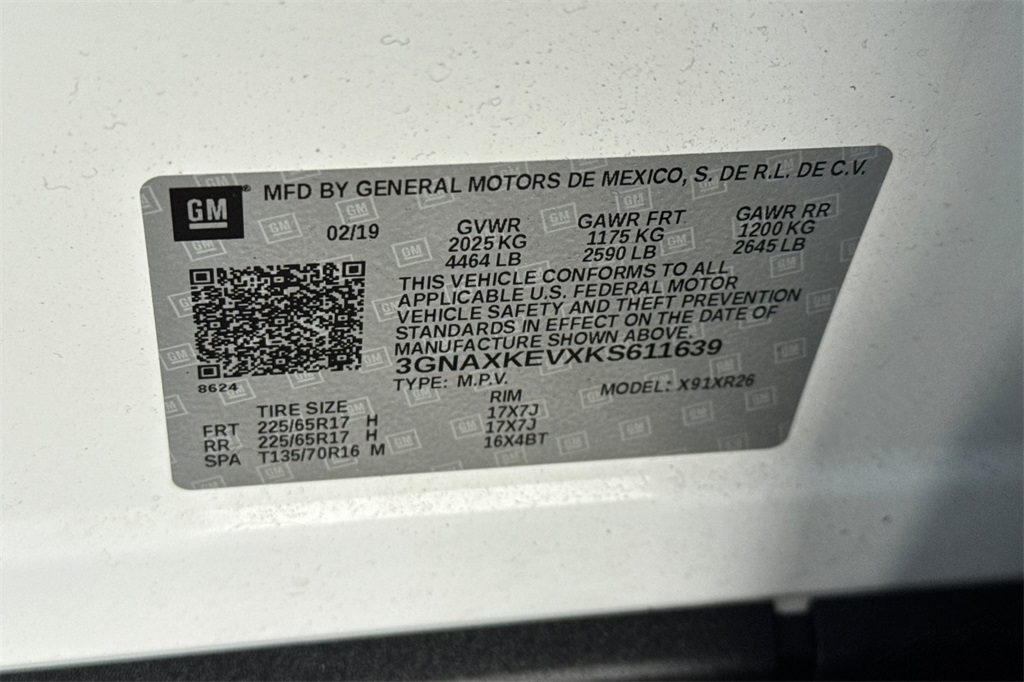 GM ® MFD BY GENERAL MOTORS DE MEXICO, S. DE R.L. DE C.V.
02/19 GVWR GAWR FRT GAWR RR
2025 KG 1175 KG 1200 KG
4464 LB 2590 LB 2645 LB
THIS VEHICLE CONFORMS TO ALL
APPLICABLE U.S. FEDERAL MOTOR
VEHICLE SAFETY AND THEFT PREVENTION
STANDARDS IN EFFECT ON THE DATE OF
MANUFACTURE SHOWN ABOVE.
3GNAXKEVXKS611639
8624 TYPE: M.P.V. MODEL: X91XR26
TIRE SIZE RIM
FRT 225/65R17 H 17X7J
RR 225/65R17 H 17X7J
SPA T135/70R16 M 16X4BT